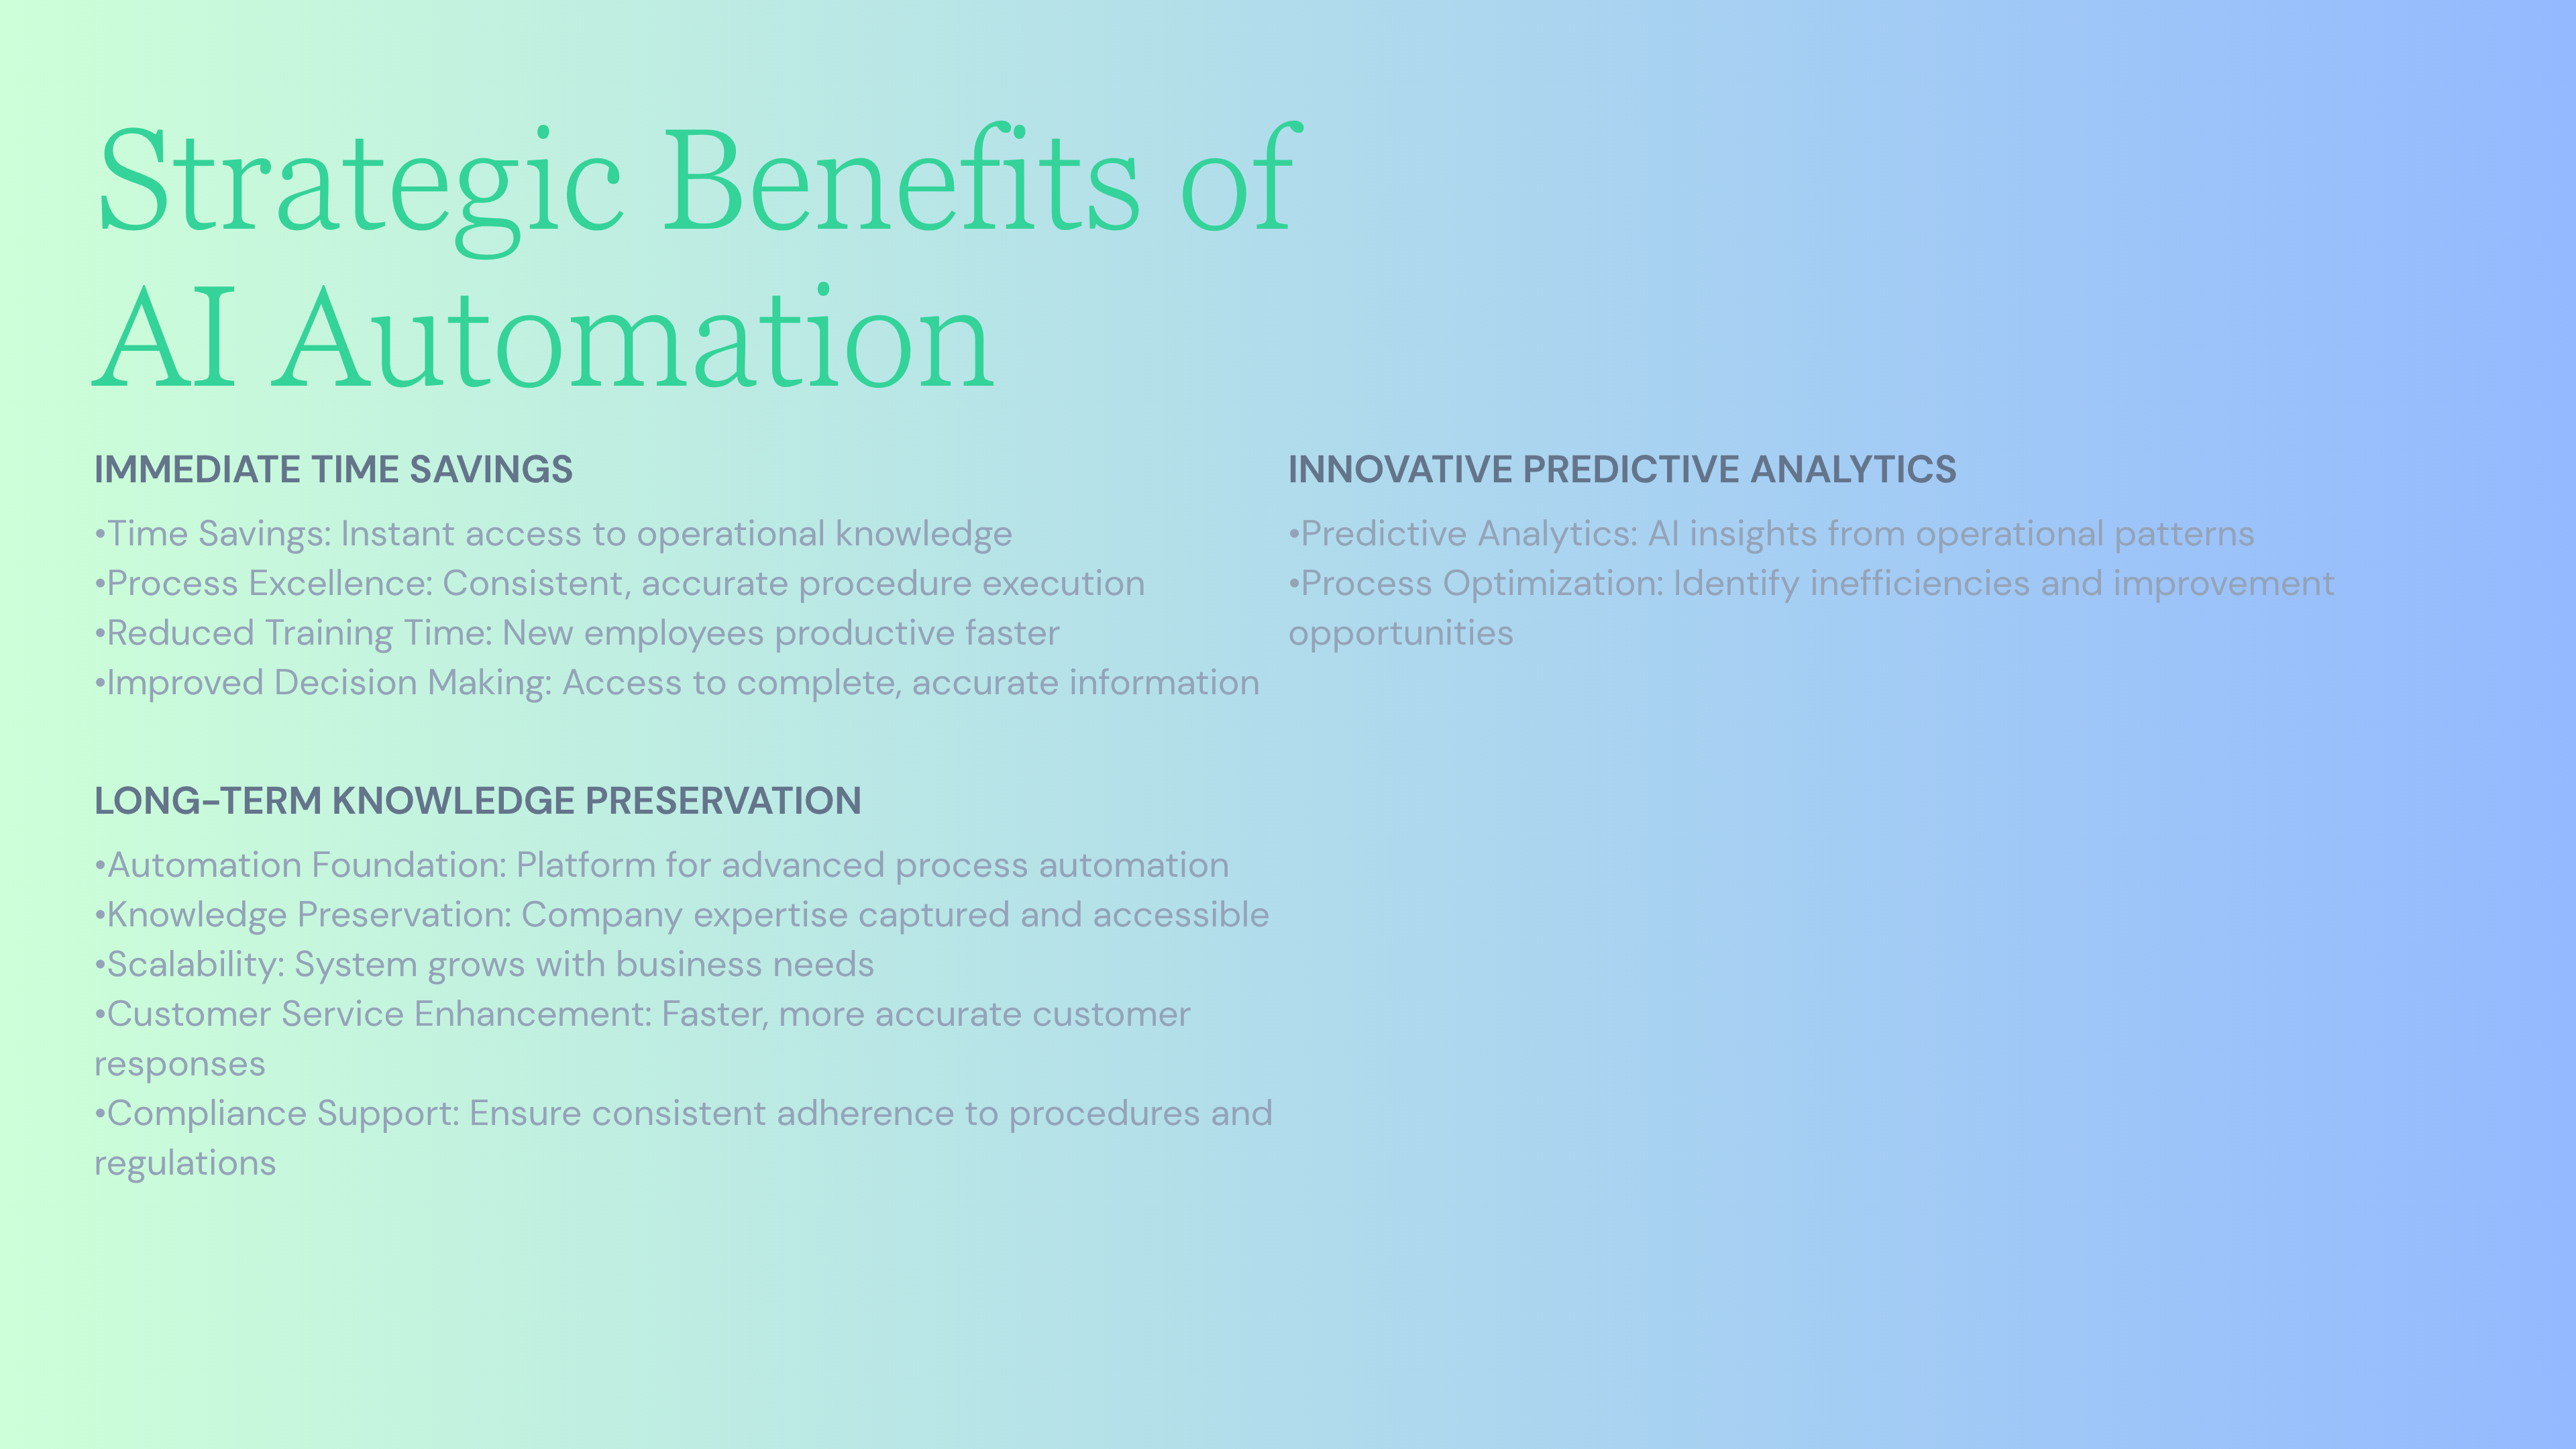 Strategic Benefits of
AI Automation
IMMEDIATE TIME SAVINGS
•Time Savings: Instant access to operational knowledge
•Process Excellence: Consistent, accurate procedure execution
•Reduced Training Time: New employees productive faster
•Improved Decision Making: Access to complete, accurate information
LONG-TERM KNOWLEDGE PRESERVATION
•Automation Foundation: Platform for advanced process automation
•Knowledge Preservation: Company expertise captured and accessible
•Scalability: System grows with business needs
•Customer Service Enhancement: Faster, more accurate customer
responses
•Compliance Support: Ensure consistent adherence to procedures and
regulations
INNOVATIVE PREDICTIVE ANALYTICS
•Predictive Analytics: AI insights from operational patterns
•Process Optimization: Identify inefficiencies and improvement
opportunities